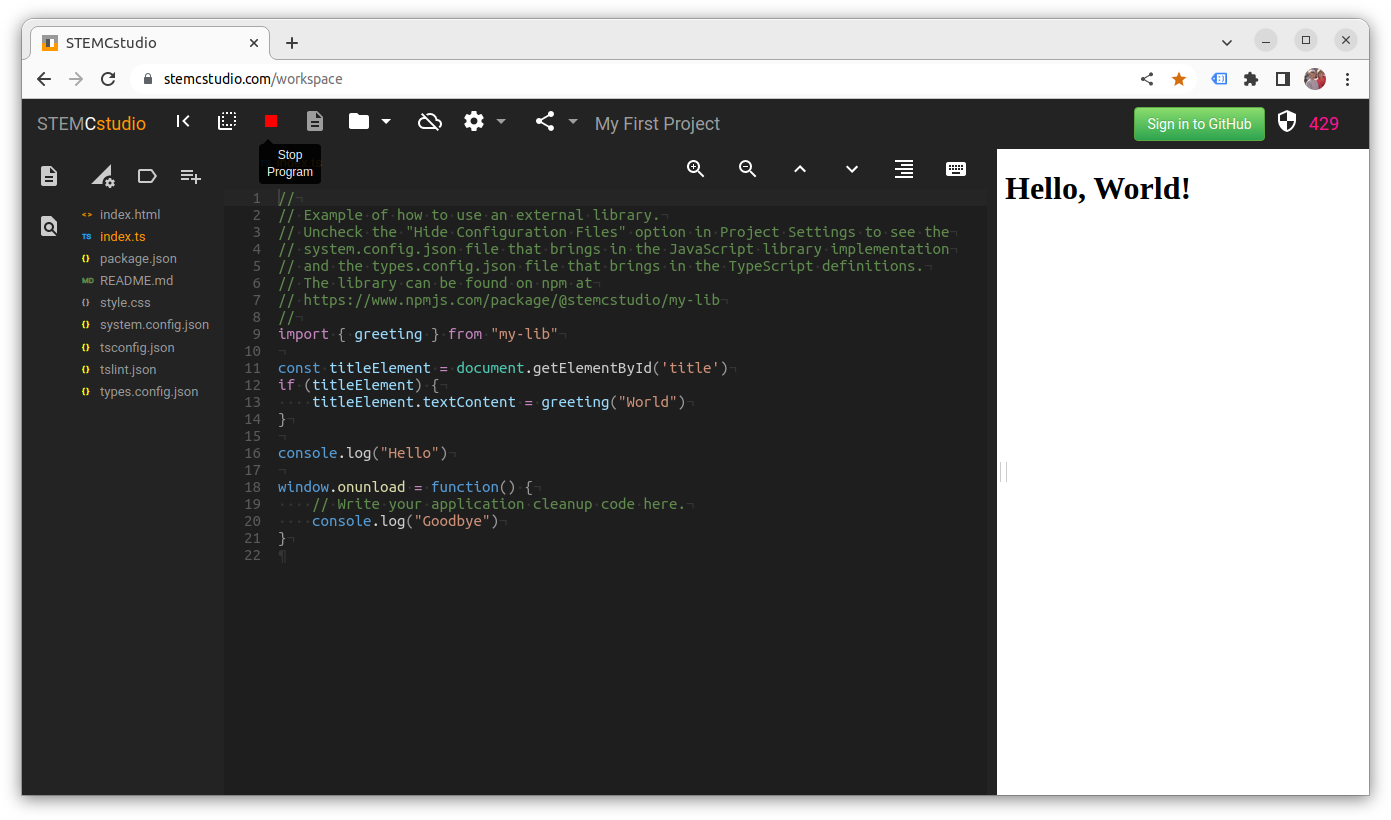 STEMCstudio
stemcstudio.com/workspace
STEMCstudio
My First Project
Sign in to GitHub
429
Stop
Program
<> index.html
TS index.ts
{} package.json
MD README.md
{} style.css
{} system.config.json
{} tsconfig.json
{} tslint.json
{} types.config.json
1 //
2 // Example of how to use an external library.
3 // Uncheck the "Hide Configuration Files" option in Project Settings to see the
4 // system.config.json file that brings in the JavaScript library implementation
5 // and the types.config.json file that brings in the TypeScript definitions.
6 // The library can be found on npm at
7 // https://www.npmjs.com/package/@stemcstudio/my-lib
8 //
9 import { greeting } from "my-lib"
10
11 const titleElement = document.getElementById('title')
12 if (titleElement) {
13     titleElement.textContent = greeting("World")
14 }
15
16 console.log("Hello")
17
18 window.onunload = function() {
19     // Write your application cleanup code here.
20     console.log("Goodbye")
21 }
22
Hello, World!